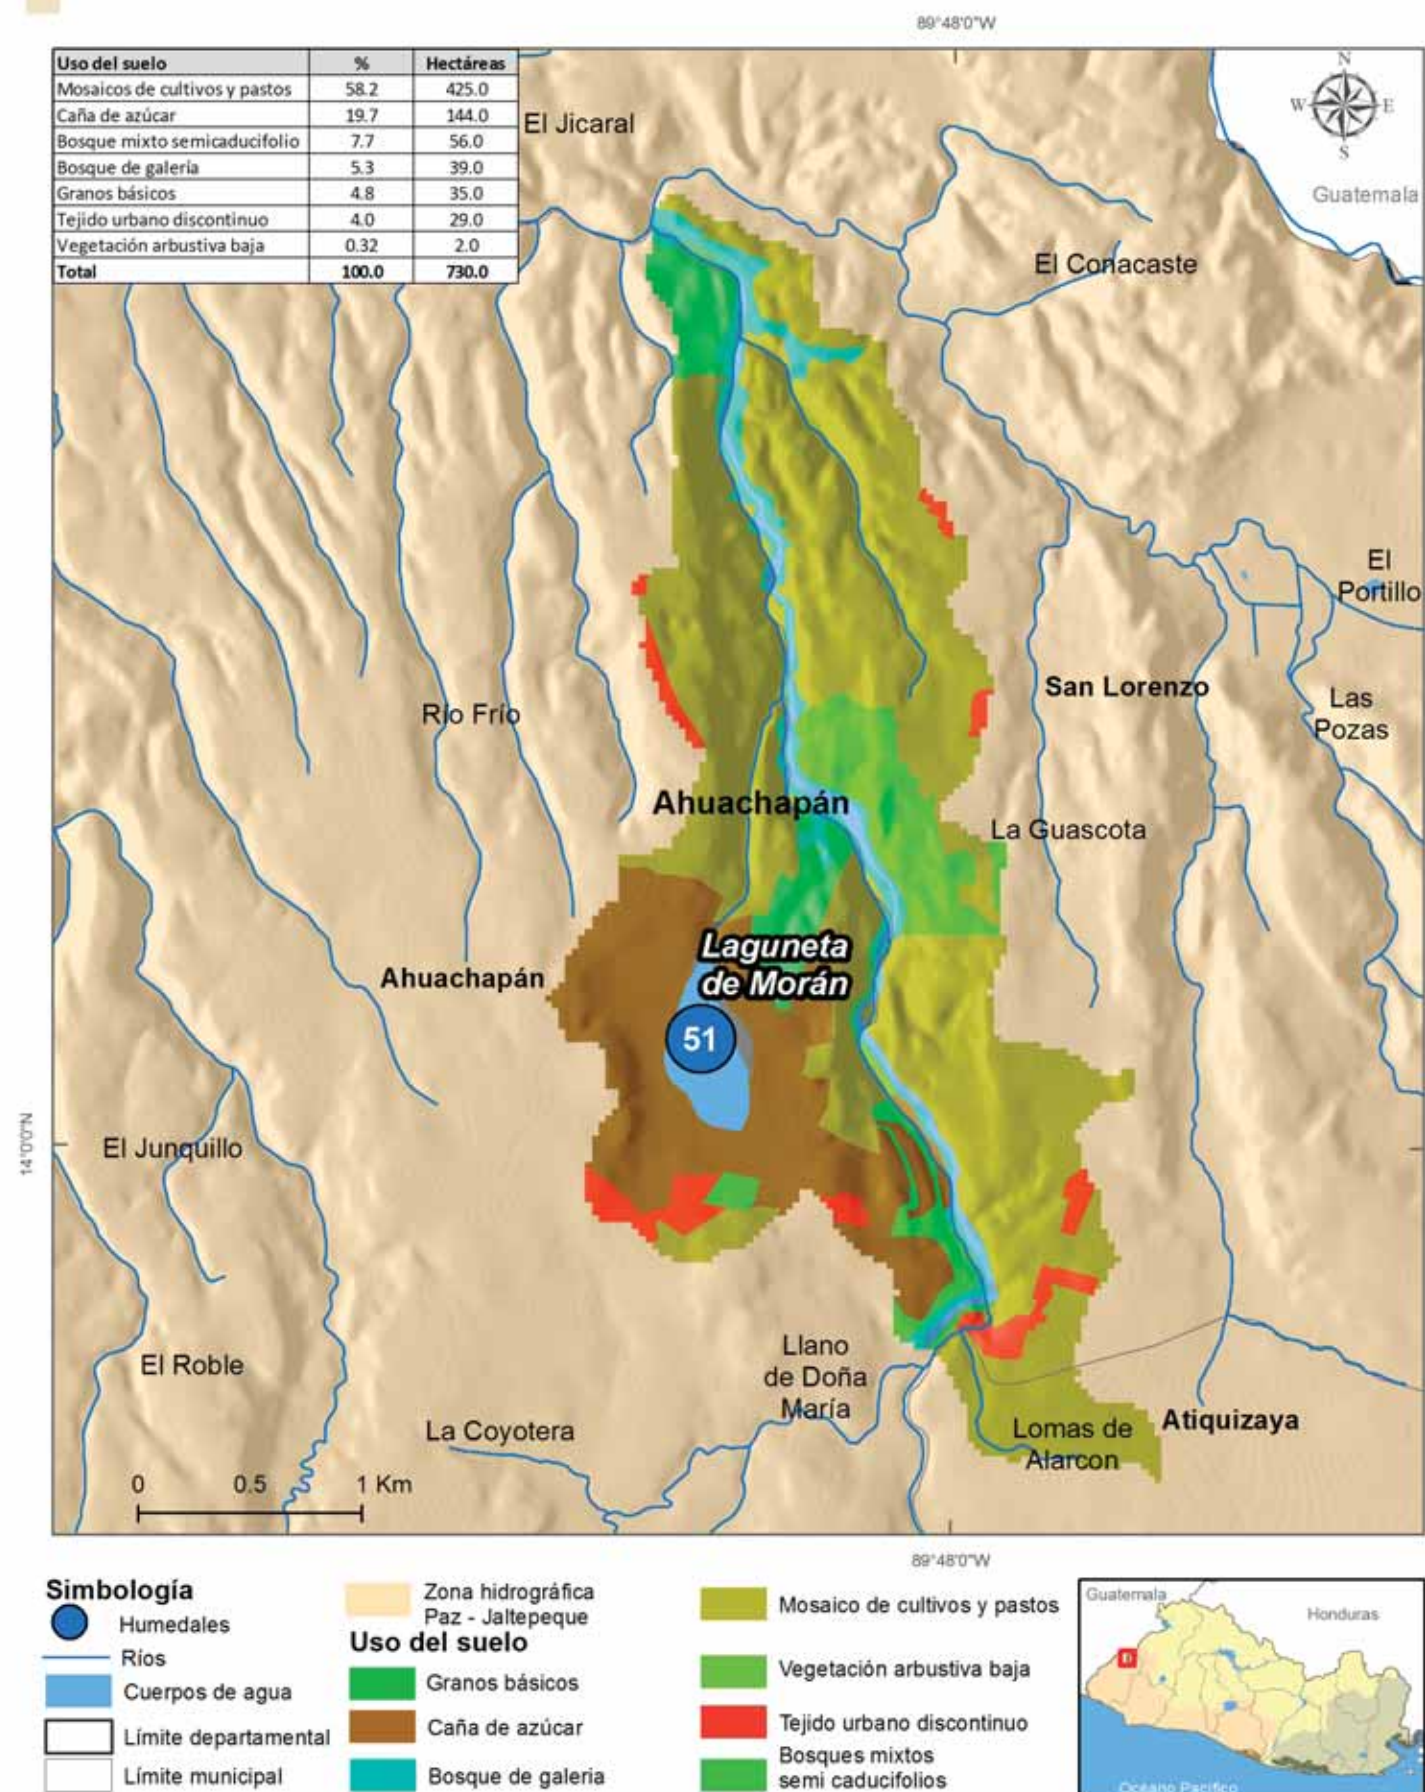 89°48'0"W
Uso del suelo % Hectáreas
Mosaicos de cultivos y pastos 58.2 425.0
Caña de azúcar 19.7 144.0
Bosque mixto semicaducifolio 7.7 56.0
Bosque de galería 5.3 39.0
Granos básicos 4.8 35.0
Tejido urbano discontinuo 4.0 29.0
Vegetación arbustiva baja 0.32 2.0
Total 100.0 730.0
N
W E
S
El Jicaral
Guatemala
El Conacaste
El
Portillo
San Lorenzo
Las
Pozas
Río Frío
Ahuachapán
La Guascota
Laguneta
de Morán
Ahuachapán
51
14°0'0"N
El Junquillo
Llano
de Doña
María
El Roble
La Coyotera
Lomas de
Alarcon
Atiquizaya
0 0.5 1 Km
89°48'0"W
Simbología
Humedales
Ríos
Cuerpos de agua
Límite departamental
Límite municipal
Zona hidrográfica
Paz - Jaltepeque
Uso del suelo
Granos básicos
Caña de azúcar
Bosque de galeria
Mosaico de cultivos y pastos
Vegetación arbustiva baja
Tejido urbano discontinuo
Bosques mixtos
semi caducifolios
Guatemala
Honduras
Océano Pacífico